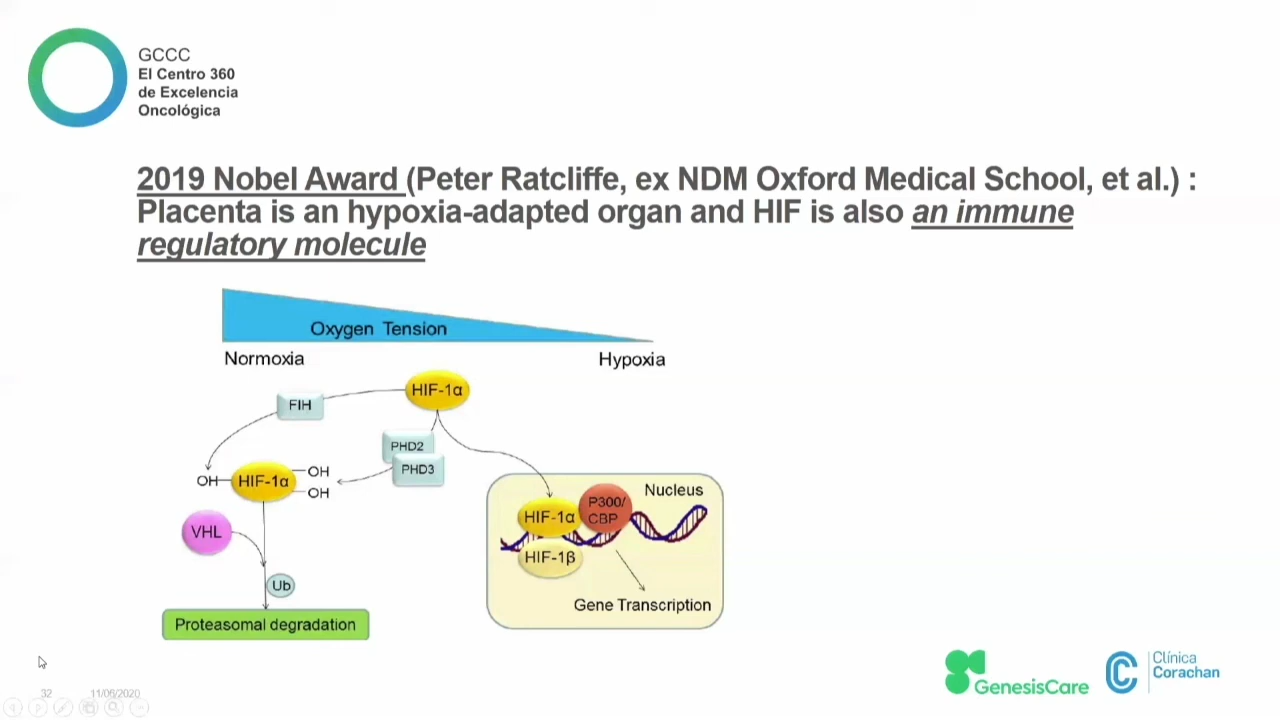 GCCC
El Centro 360
de Excelencia
Oncológica
2019 Nobel Award (Peter Ratcliffe, ex NDM Oxford Medical School, et al.) :
Placenta is an hypoxia-adapted organ and HIF is also an immune
regulatory molecule
Oxygen Tension
Normoxia
Hypoxia
HIF-1α
FIH
PHD2
PHD3
OH
HIF-1α
OH
OH
VHL
Ub
Proteasomal degradation
Nucleus
P300/
CBP
HIF-1α
HIF-1β
Gene Transcription
GenesisCare
Clínica
Corachan
32
11/06/2020